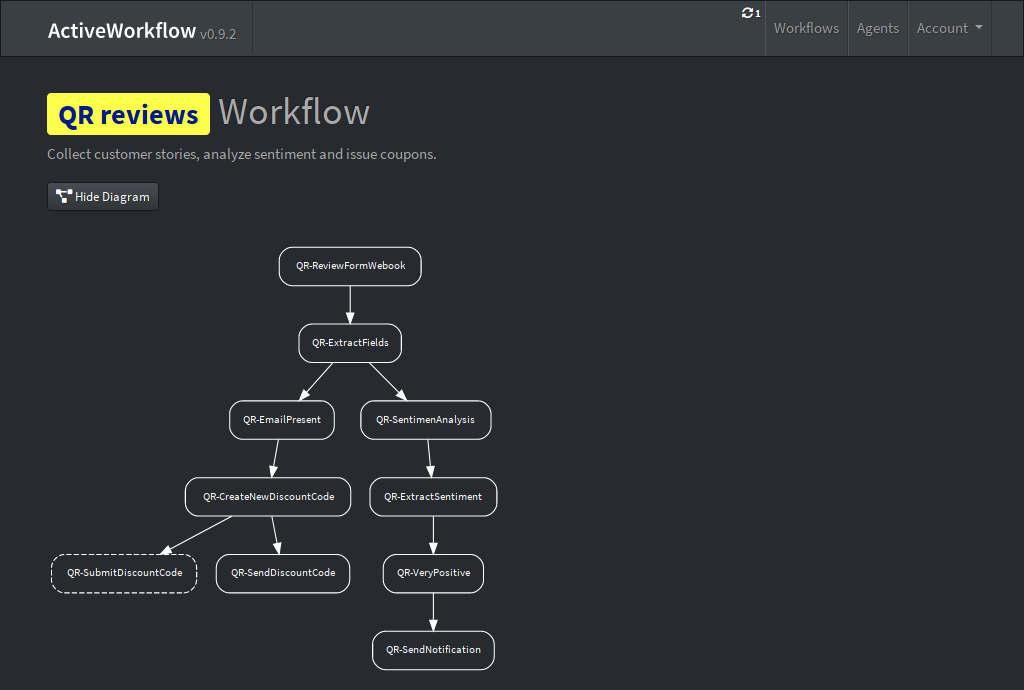 ActiveWorkflow v0.9.2
1
Workflows
Agents
Account
QR reviews Workflow
Collect customer stories, analyze sentiment and issue coupons.
Hide Diagram
QR-ReviewFormWebook
QR-ExtractFields
QR-EmailPresent
QR-SentimenAnalysis
QR-CreateNewDiscountCode
QR-ExtractSentiment
QR-SubmitDiscountCode
QR-SendDiscountCode
QR-VeryPositive
QR-SendNotification